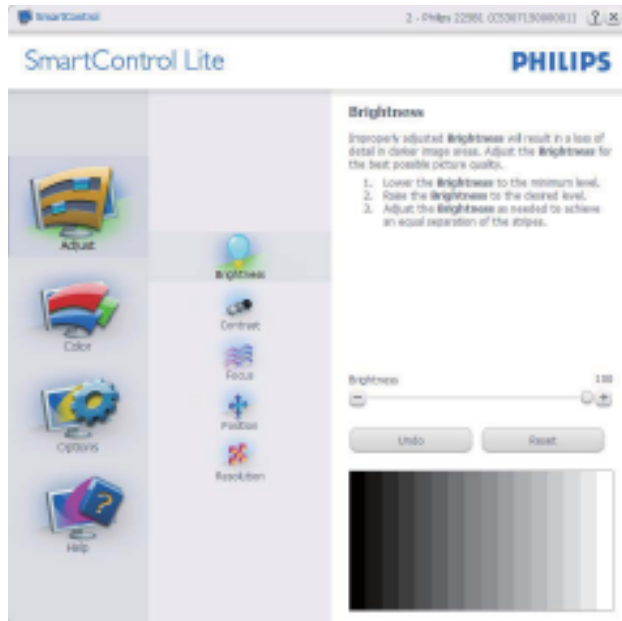 SmartControl
2 - Philips
SmartControl Lite
PHILIPS
Adjust
Color
Options
Help
Brightness
Contrast
Focus
Position
Resolution
Brightness
Improperly adjusted Brightness will result in a loss of
detail in darker image areas. Adjust the Brightness for
the best possible picture quality.
1. Lower the Brightness to the minimum level.
2. Raise the Brightness to the desired level.
3. Adjust the Brightness as needed to achieve
an equal separation of the stripes.
Brightness 100
Undo Reset